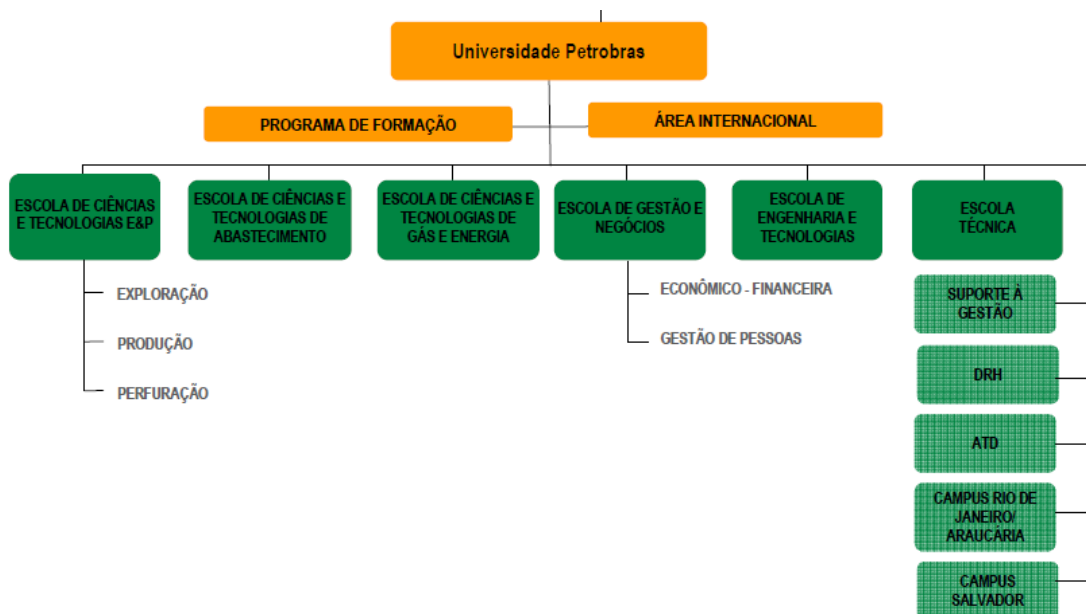 Universidade Petrobras
PROGRAMA DE FORMAÇÃO
ÁREA INTERNACIONAL
ESCOLA DE CIÊNCIAS
E TECNOLOGIAS E&P
ESCOLA DE CIÊNCIAS E
TECNOLOGIAS DE
ABASTECIMENTO
ESCOLA DE CIÊNCIAS E
TECNOLOGIAS DE
GÁS E ENERGIA
ESCOLA DE GESTÃO E
NEGÓCIOS
ESCOLA DE
ENGENHARIA E
TECNOLOGIAS
ESCOLA
TÉCNICA
EXPLORAÇÃO
PRODUÇÃO
PERFURAÇÃO
ECONÔMICO - FINANCEIRA
GESTÃO DE PESSOAS
SUPORTE À
GESTÃO
DRH
ATD
CAMPUS RIO DE
JANEIRO/
ARAUCÁRIA
CAMPUS
SALVADOR